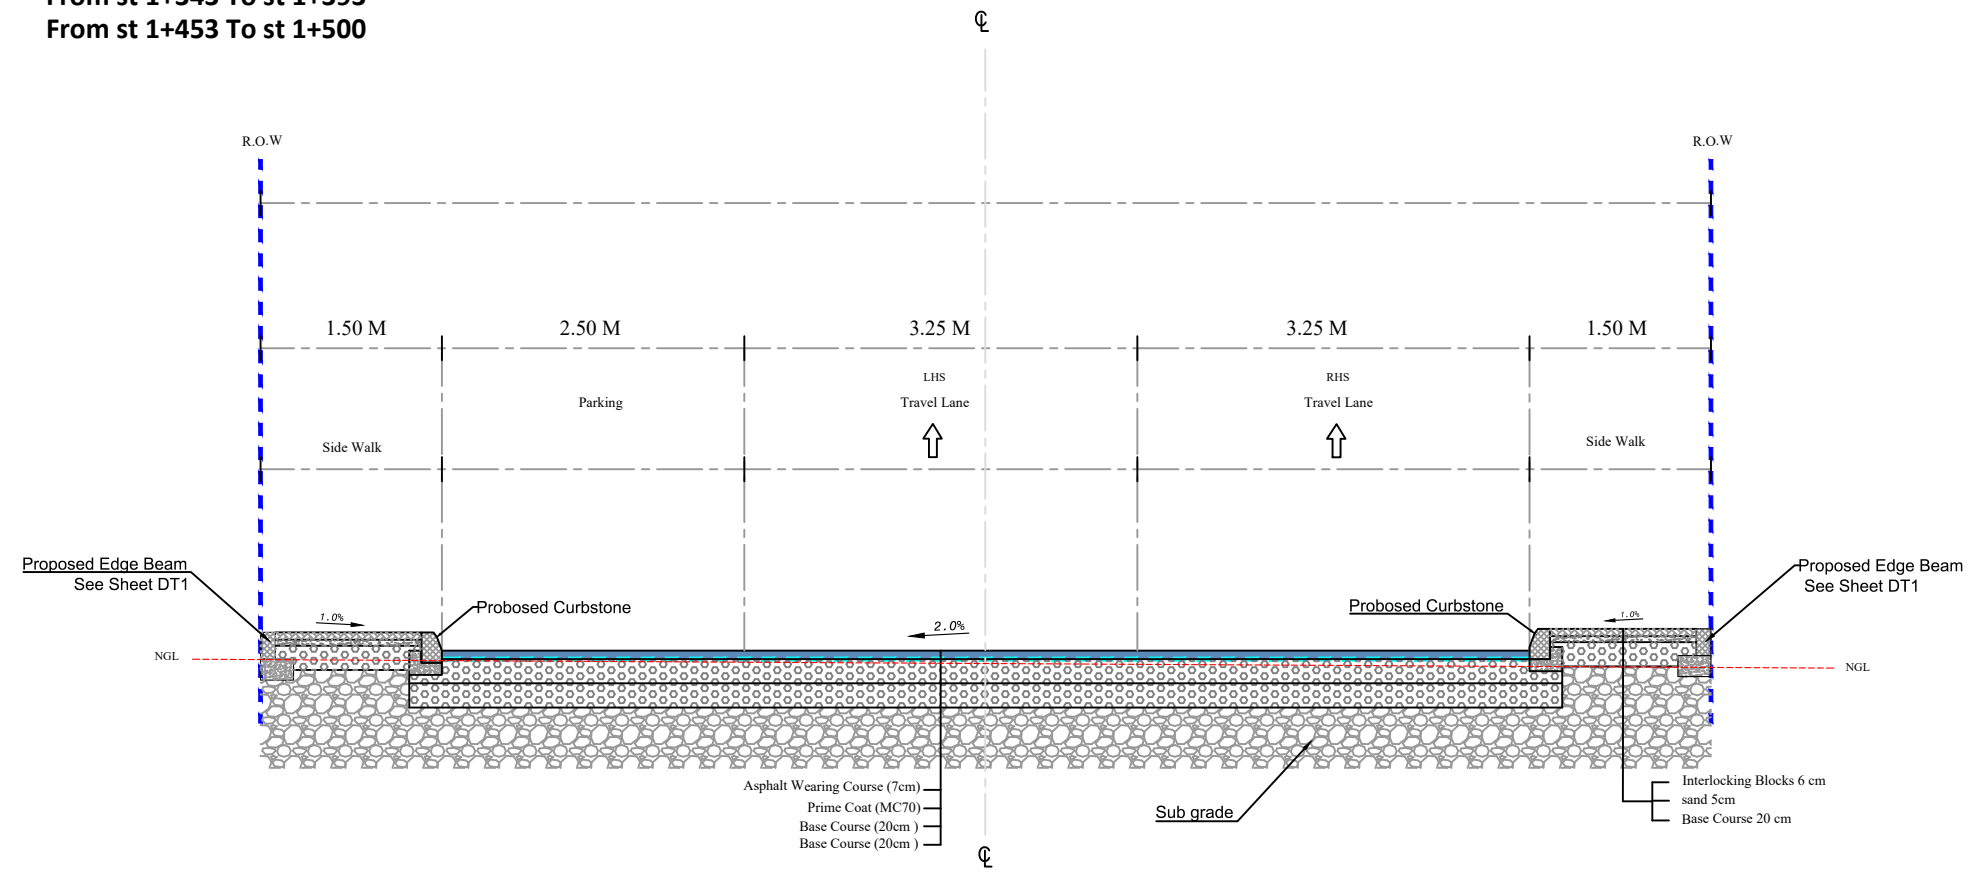 From st 1+453 To st 1+500
℄
R.O.W
R.O.W
1.50 M
2.50 M
3.25 M
3.25 M
1.50 M
LHS
RHS
Parking
Travel Lane
Travel Lane
Side Walk
Side Walk
Proposed Edge Beam
See Sheet DT1
Probosed Curbstone
Probosed Curbstone
Proposed Edge Beam
See Sheet DT1
1.0%
2.0%
1.0%
NGL
NGL
Asphalt Wearing Course (7cm)
Prime Coat (MC70)
Base Course (20cm )
Base Course (20cm )
Sub grade
Interlocking Blocks 6 cm
sand 5cm
Base Course 20 cm
℄